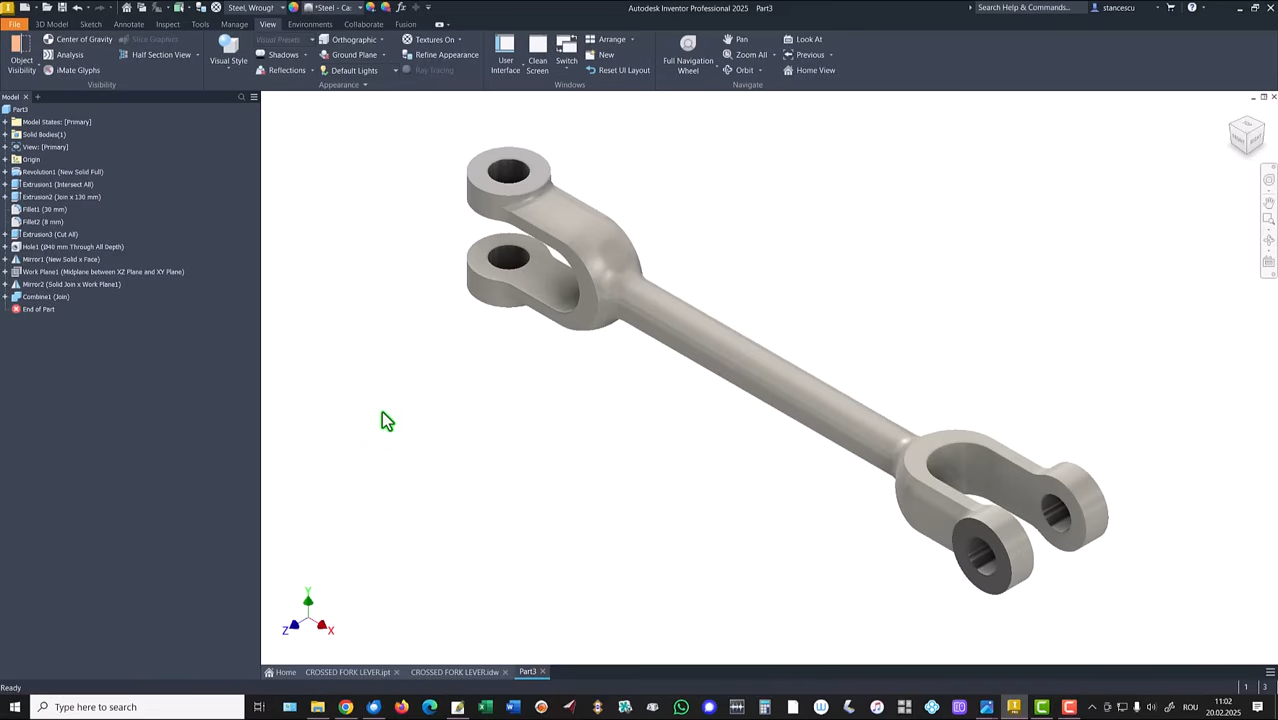 Steel, Wrough
*Steel - Ca
Autodesk Inventor Professional 2025 Part3
Search Help & Commands...
stancescu
File 3D Model Sketch Annotate Inspect Tools Manage View Environments Collaborate Fusion
Object Visibility
Center of Gravity
Analysis
iMate Glyphs
Half Section View
Visibility
Visual Style
Visual Presets
Shadows
Reflections
Orthographic
Ground Plane
Default Lights
Textures On
Refine Appearance
Ray Tracing
Appearance
User Interface
Clean Screen
Switch
Arrange
New
Reset UI Layout
Windows
Full Navigation Wheel
Pan
Zoom All
Orbit
Look At
Previous
Home View
Navigate
Model
Part3
Model States: [Primary]
Solid Bodies(1)
View: [Primary]
Origin
Revolution1 (New Solid Full)
Extrusion1 (Intersect All)
Extrusion2 (Join x 130 mm)
Fillet1 (30 mm)
Fillet2 (8 mm)
Extrusion3 (Cut All)
Hole1 (Ø40 mm Through All Depth)
Mirror1 (New Solid x Face)
Work Plane1 (Midplane between XZ Plane and XY Plane)
Mirror2 (Solid Join x Work Plane1)
Combine1 (Join)
End of Part
Y
Z
X
Home
CROSSED FORK LEVER.ipt
CROSSED FORK LEVER.idw
Part3
Ready
1 3
Type here to search
ROU
11:02
20.02.2025